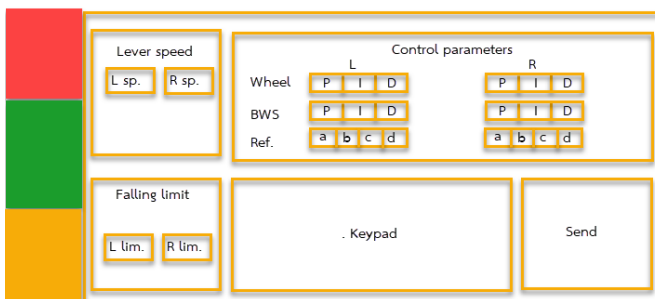 Lever speed
L sp. R sp.
Control parameters
L R
Wheel P I D P I D
BWS P I D P I D
Ref. a b c d a b c d
Falling limit
L lim. R lim.
. Keypad
Send